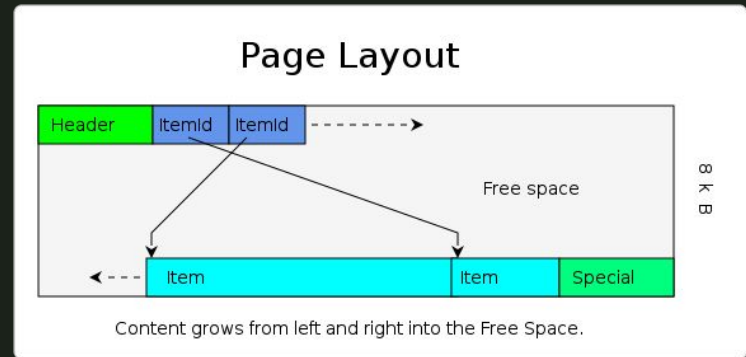 Page Layout
Header ItemId ItemId
Free space
8 kB
Item Item Special
Content grows from left and right into the Free Space.